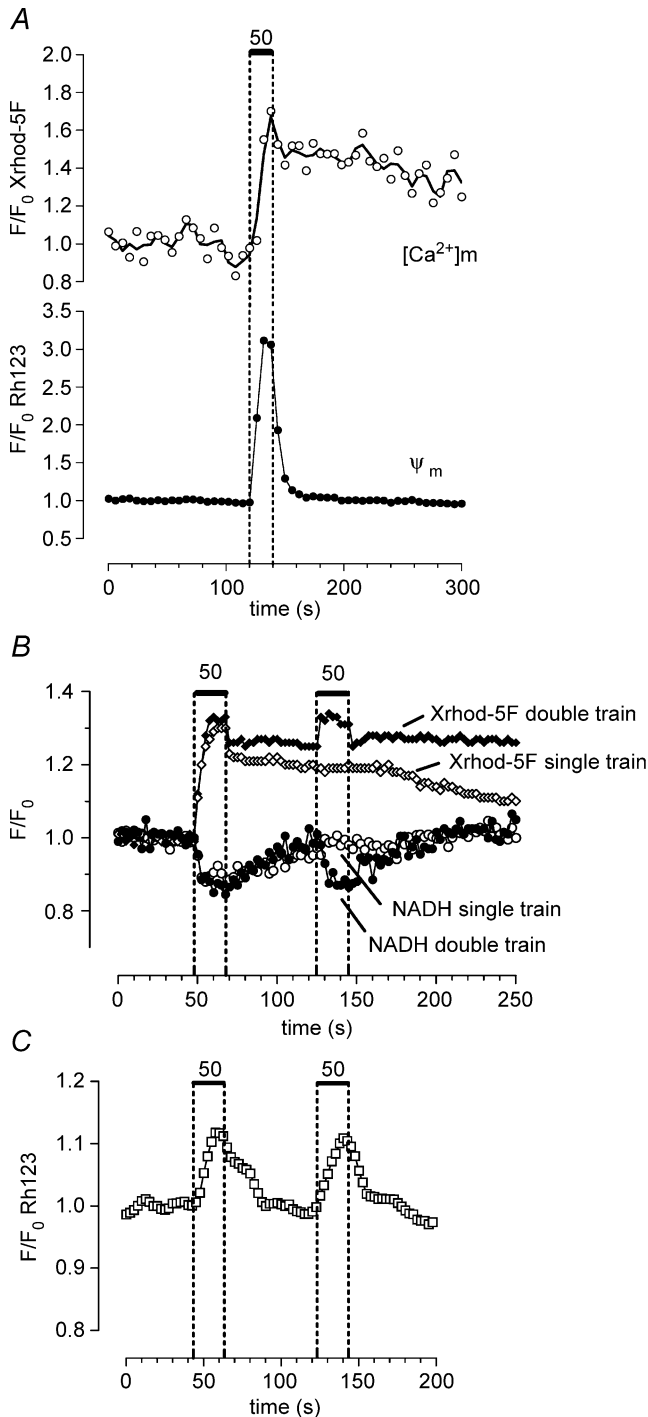 A
50
2.0
1.8
1.6
1.4
1.2
1.0
0.8
F/F0 Xrhod-5F
[Ca2+]m
3.5
3.0
2.5
2.0
1.5
1.0
0.5
F/F0 Rh123
ψm
0 100 200 300
time (s)
B
50 50
1.4
1.2
1.0
0.8
F/F0
Xrhod-5F double train
Xrhod-5F single train
NADH single train
NADH double train
0 50 100 150 200 250
time (s)
C
50 50
1.2
1.1
1.0
0.9
0.8
F/F0 Rh123
0 50 100 150 200
time (s)